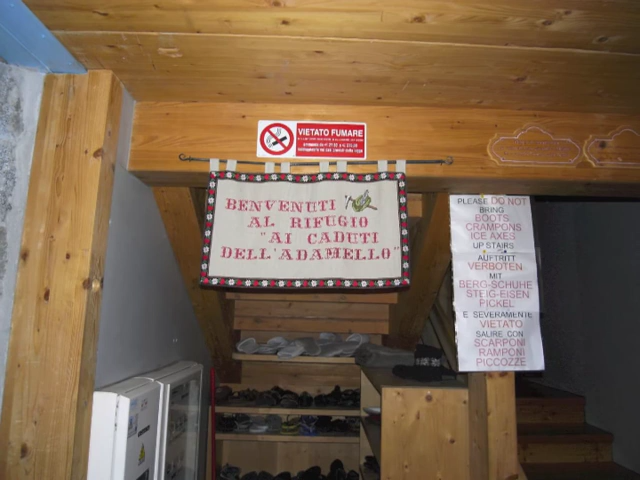 VIETATO FUMARE
BENVENUTI
AL RIFUGIO
"AI CADUTI
DELL'ADAMELLO"
PLEASE DO NOT
BRING
BOOTS
CRAMPONS
ICE AXES
UP STAIRS
AUFTRITT
VERBOTEN
MIT
BERG-SCHUHE
STEIG-EISEN
PICKEL
E SEVERAMENTE
VIETATO
SALIRE CON
SCARPONI
RAMPONI
PICCOZZE